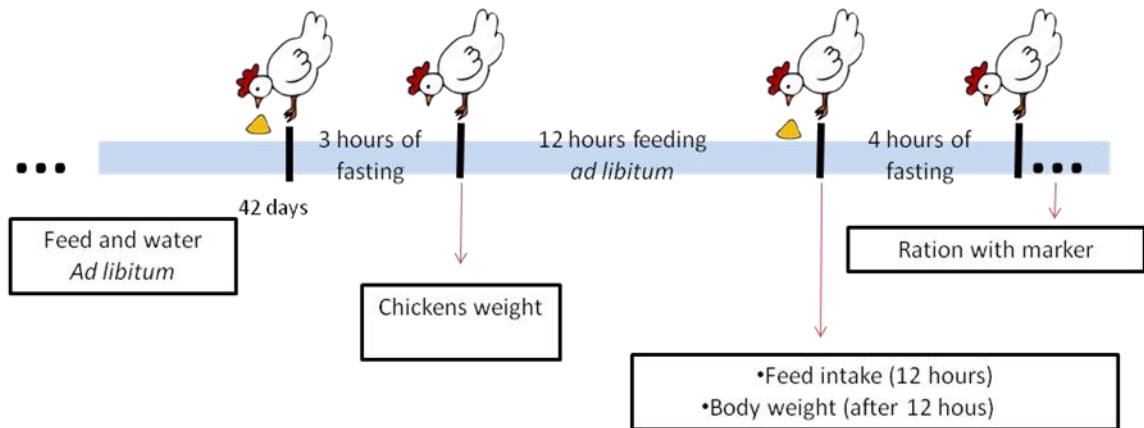 3 hours of
fasting
12 hours feeding
ad libitum
4 hours of
fasting
...
...
42 days
Feed and water
Ad libitum
Chickens weight
Ration with marker
•Feed intake (12 hours)
•Body weight (after 12 hous)